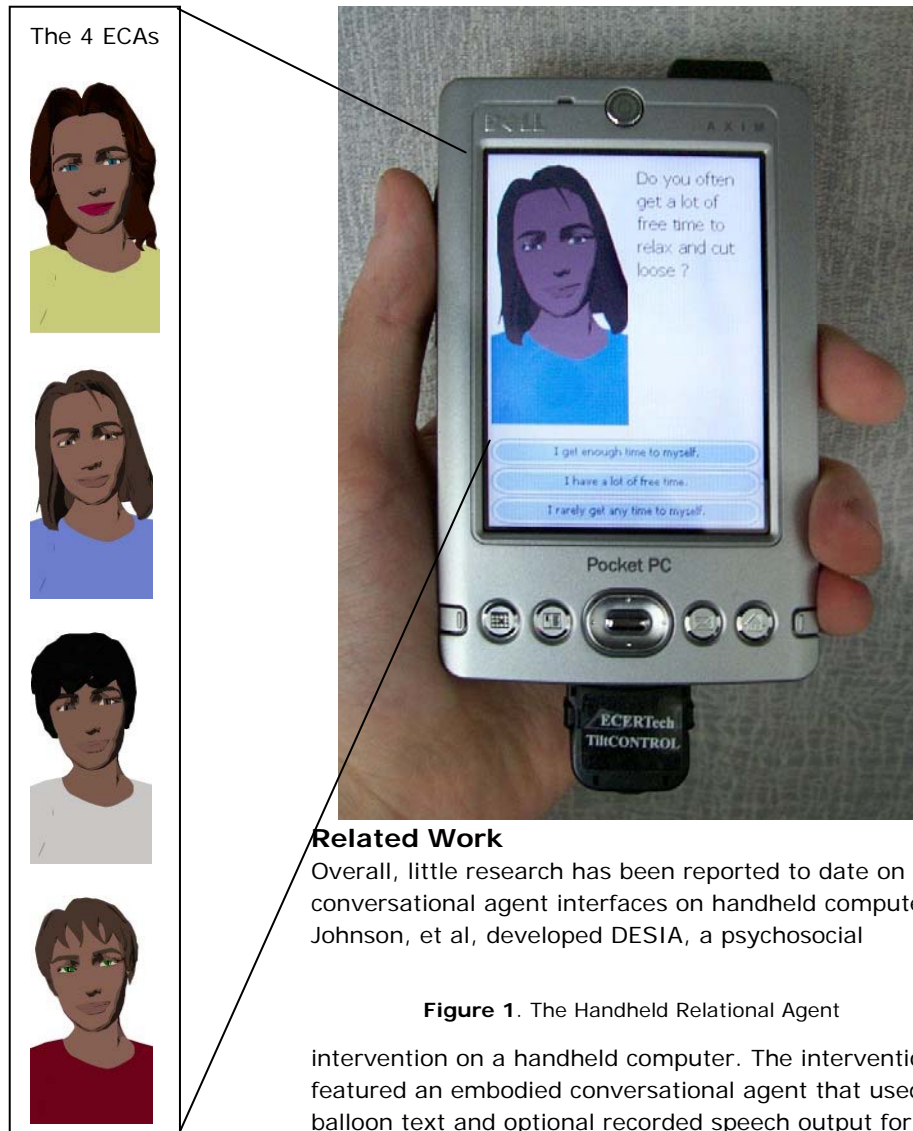 The 4 ECAs
DELL
AXIM
Do you often
get a lot of
free time to
relax and cut
loose ?
I get enough time to myself.
I have a lot of free time.
I rarely get any time to myself.
Pocket PC
ECERTech
TiltCONTROL
Related Work
Overall, little research has been reported to date on
conversational agent interfaces on handheld compute
Johnson, et al, developed DESIA, a psychosocial
Figure 1. The Handheld Relational Agent
intervention on a handheld computer. The interventio
featured an embodied conversational agent that used
balloon text and optional recorded speech output for